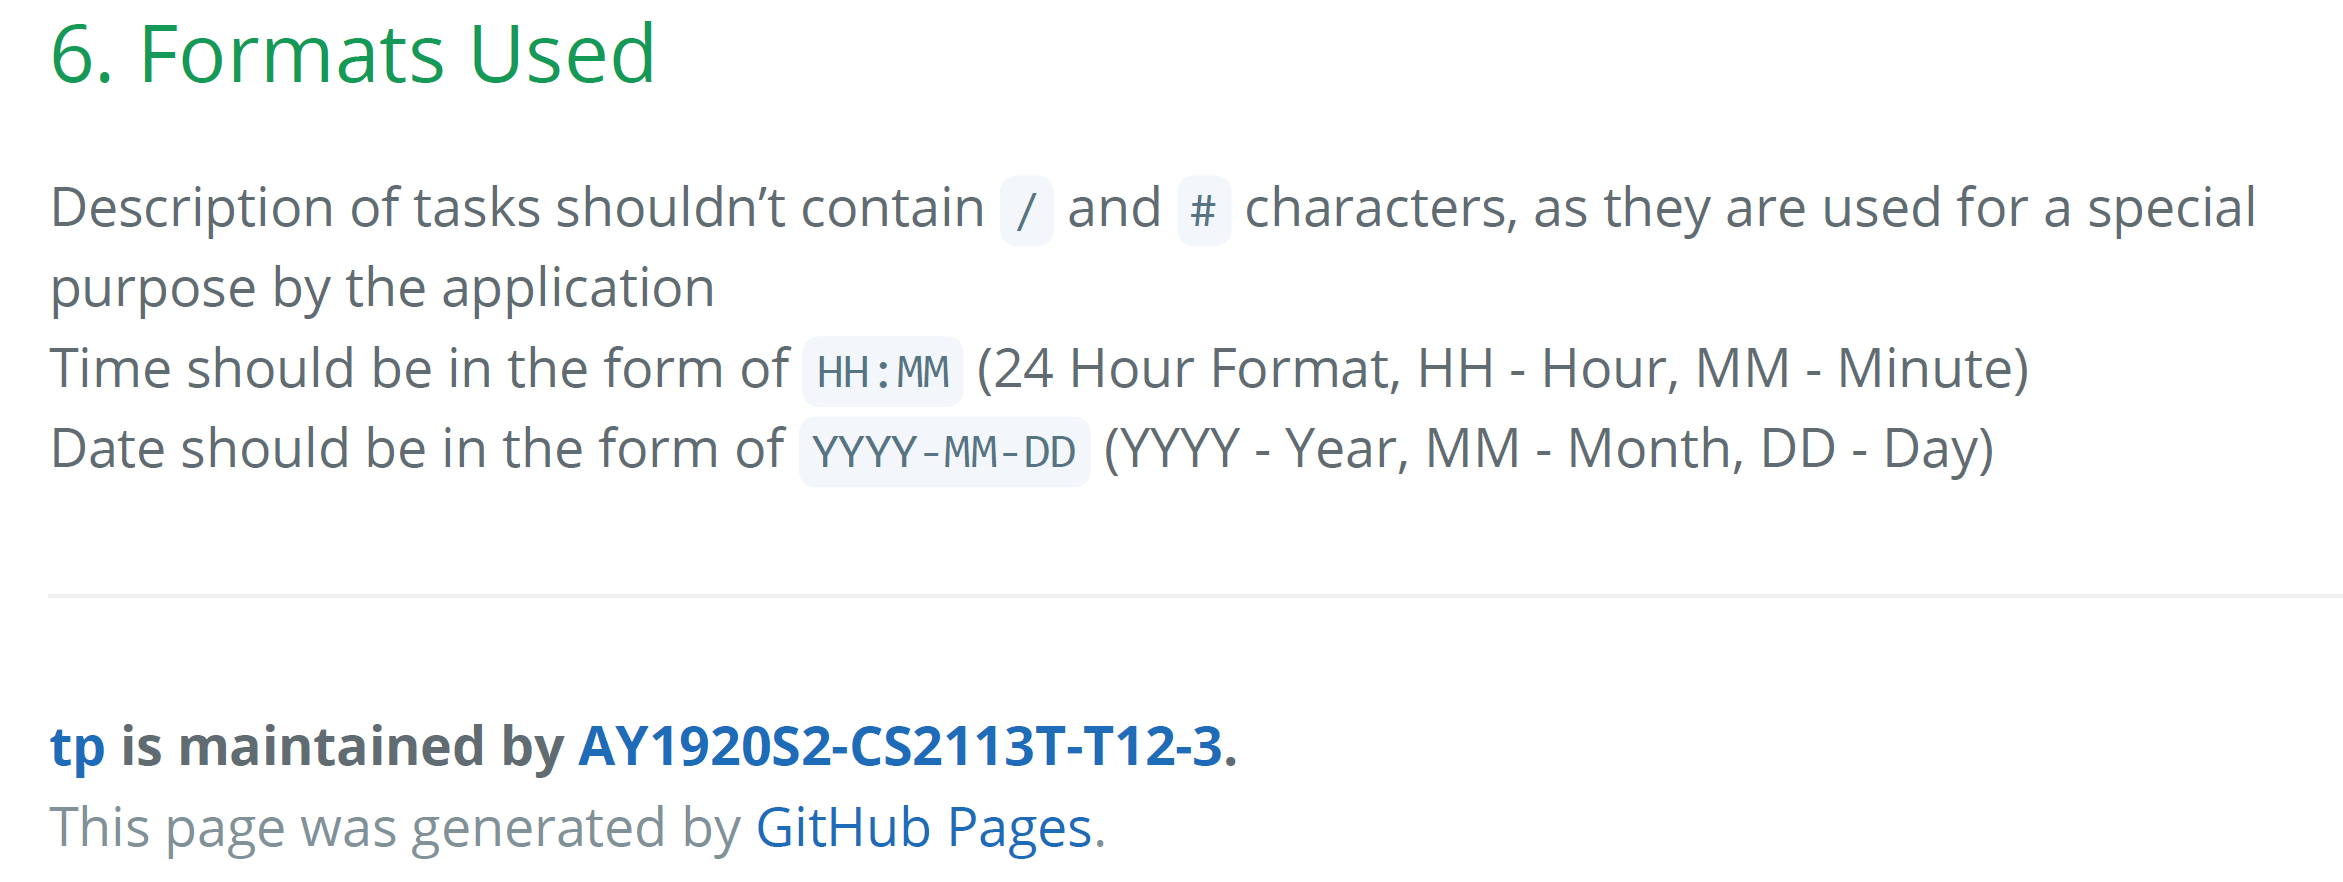 6. Formats Used
Description of tasks shouldn’t contain / and # characters, as they are used for a special
purpose by the application
Time should be in the form of HH:MM (24 Hour Format, HH - Hour, MM - Minute)
Date should be in the form of YYYY-MM-DD (YYYY - Year, MM - Month, DD - Day)
tp is maintained by AY1920S2-CS2113T-T12-3.
This page was generated by GitHub Pages.